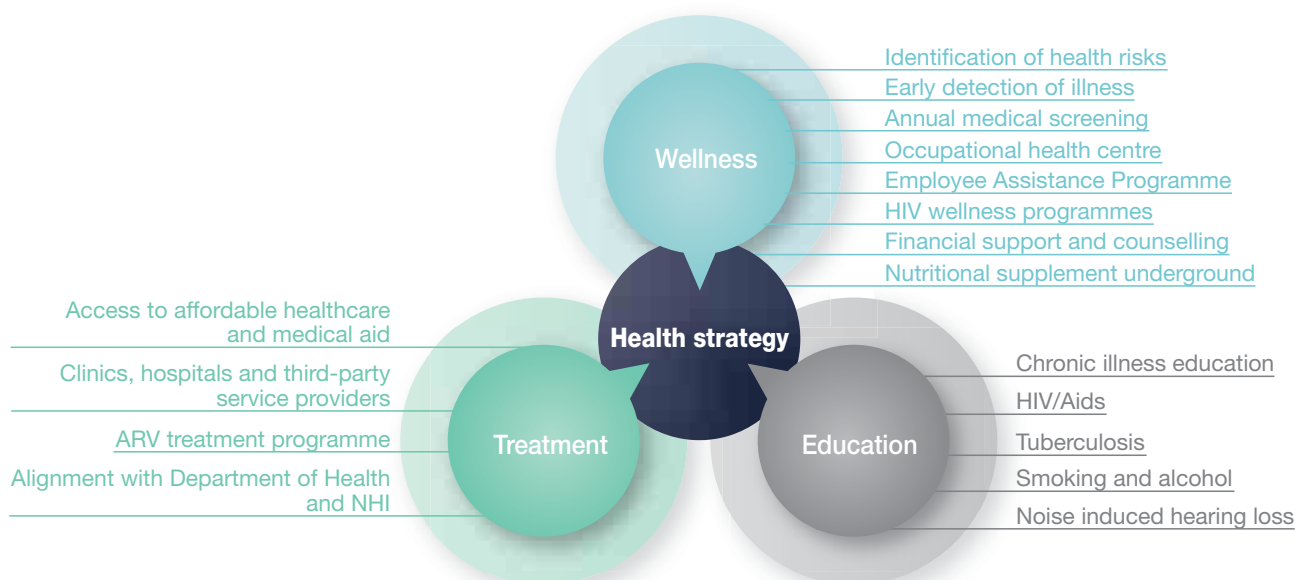 Identification of health risks
Early detection of illness
Annual medical screening
Wellness
Occupational health centre
Employee Assistance Programme
HIV wellness programmes
Financial support and counselling
Nutritional supplement underground
Health strategy
Access to affordable healthcare
and medical aid
Clinics, hospitals and third-party
service providers
ARV treatment programme
Alignment with Department of Health
and NHI
Treatment
Education
Chronic illness education
HIV/Aids
Tuberculosis
Smoking and alcohol
Noise induced hearing loss